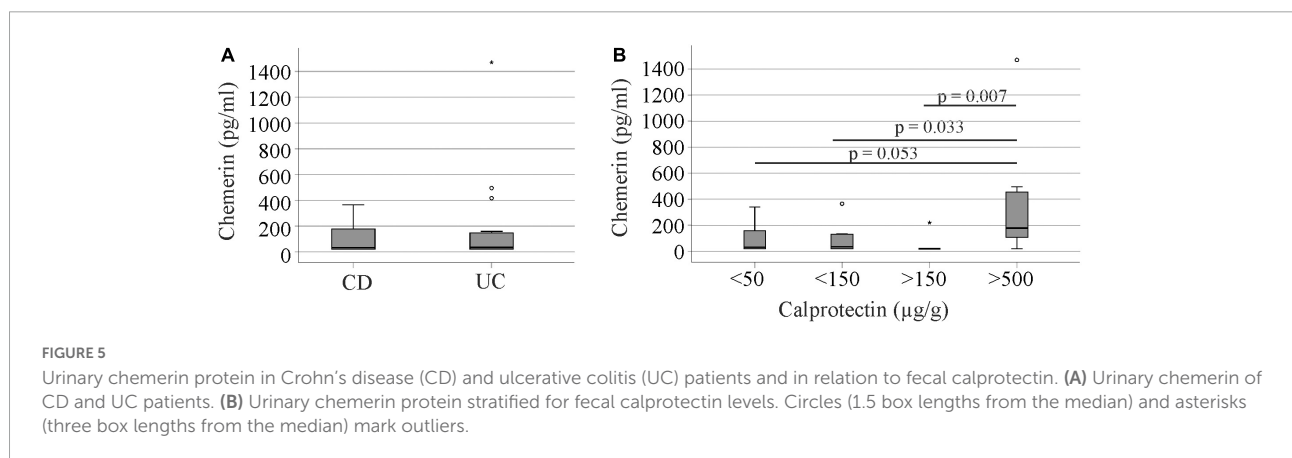 A
Chemerin (pg/ml)
1400
1200
1000
800
600
400
200
0
CD UC
B
Chemerin (pg/ml)
1400
1200
1000
800
600
400
200
0
p = 0.007
p = 0.033
p = 0.053
<50 <150 >150 >500
Calprotectin (µg/g)
FIGURE 5
Urinary chemerin protein in Crohn's disease (CD) and ulcerative colitis (UC) patients and in relation to fecal calprotectin. (A) Urinary chemerin of
CD and UC patients. (B) Urinary chemerin protein stratified for fecal calprotectin levels. Circles (1.5 box lengths from the median) and asterisks
(three box lengths from the median) mark outliers.